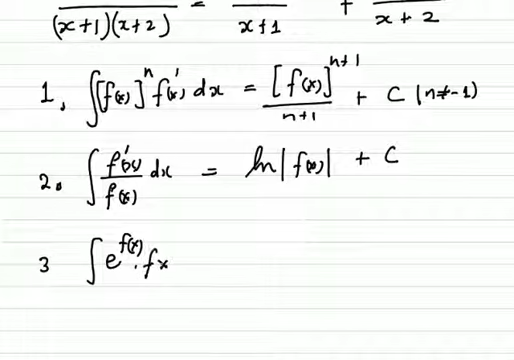 (x+1)(x+2) = x+1 + x+2
1. ∫[f(x)]ⁿ f'(x) dx = [f(x)]ⁿ⁺¹ / n+1 + C (n≠-1)
2. ∫ f'(x) / f(x) dx = ln|f(x)| + C
3 ∫e^f(x) . fx